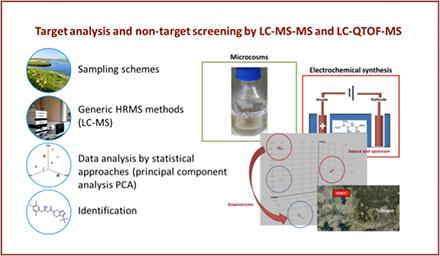 Target analysis and non-target screening by LC-MS-MS and LC-QTOF-MS
Sampling schemes
Generic HRMS methods
(LC-MS)
Data analysis by statistical
approaches (principal component
analysis PCA)
Identification
Microcosms
Electrochemical synthesis
Anode
Kathode
Source and upstream
Downstream
WWTP